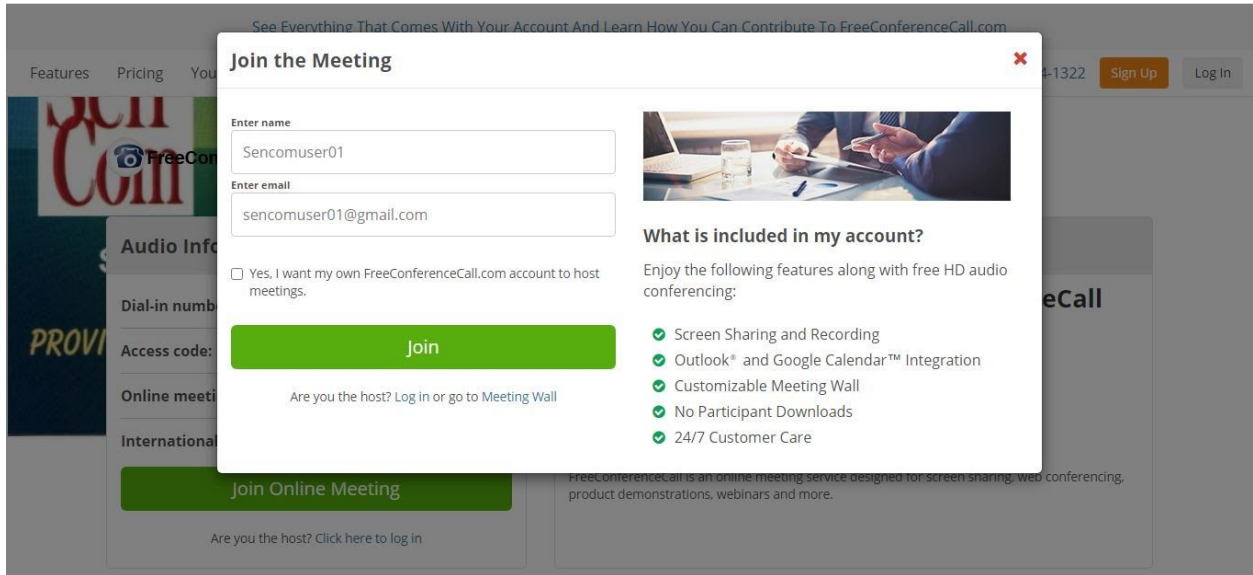 See Everything That Comes With Your Account And Learn How You Can Contribute To FreeConferenceCall.com
Features Pricing You
4-1322 Sign Up Log In
Join the Meeting
Enter name
Sencomuser01
Enter email
sencomuser01@gmail.com
Yes, I want my own FreeConferenceCall.com account to host
meetings.
Join
Are you the host? Log in or go to Meeting Wall
What is included in my account?
Enjoy the following features along with free HD audio
conferencing:
Screen Sharing and Recording
Outlook® and Google Calendar™ Integration
Customizable Meeting Wall
No Participant Downloads
24/7 Customer Care
Com
FreeCon
PROVI
Audio Info
Dial-in numb
Access code:
Online meeti
International
Join Online Meeting
Are you the host? Click here to log in
eCall
FreeConferenceCall is an online meeting service designed for screen sharing, web conferencing,
product demonstrations, webinars and more.